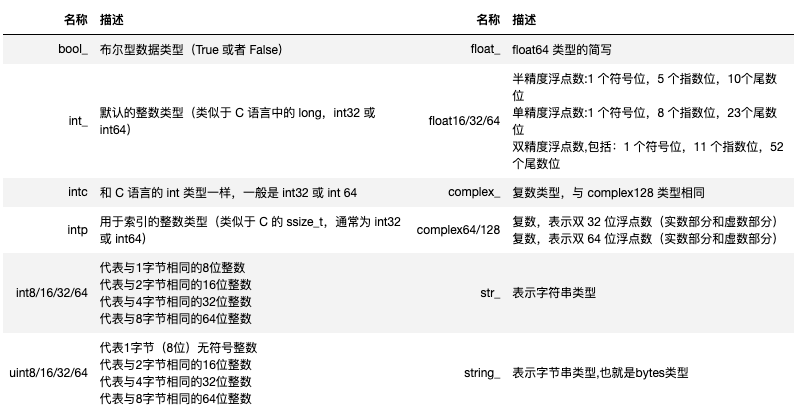 名称 描述 名称 描述
bool_ 布尔型数据类型（True 或者 False） float_ float64 类型的简写
int_ 默认的整数类型（类似于 C 语言中的 long，int32 或
int64）
float16/32/64 半精度浮点数:1 个符号位，5 个指数位，10个尾数
位
单精度浮点数:1 个符号位，8 个指数位，23个尾数
位
双精度浮点数,包括：1 个符号位，11 个指数位，52
个尾数位
intc 和 C 语言的 int 类型一样，一般是 int32 或 int 64 complex_ 复数类型，与 complex128 类型相同
intp 用于索引的整数类型（类似于 C 的 ssize_t，通常为 int32
或 int64）
complex64/128 复数，表示双 32 位浮点数（实数部分和虚数部分）
复数，表示双 64 位浮点数（实数部分和虚数部分）
int8/16/32/64 代表与1字节相同的8位整数
代表与2字节相同的16位整数
代表与4字节相同的32位整数
代表与8字节相同的64位整数
str_ 表示字符串类型
uint8/16/32/64 代表1字节（8位）无符号整数
代表与2字节相同的16位整数
代表与4字节相同的32位整数
代表与8字节相同的64位整数
string_ 表示字节串类型,也就是bytes类型